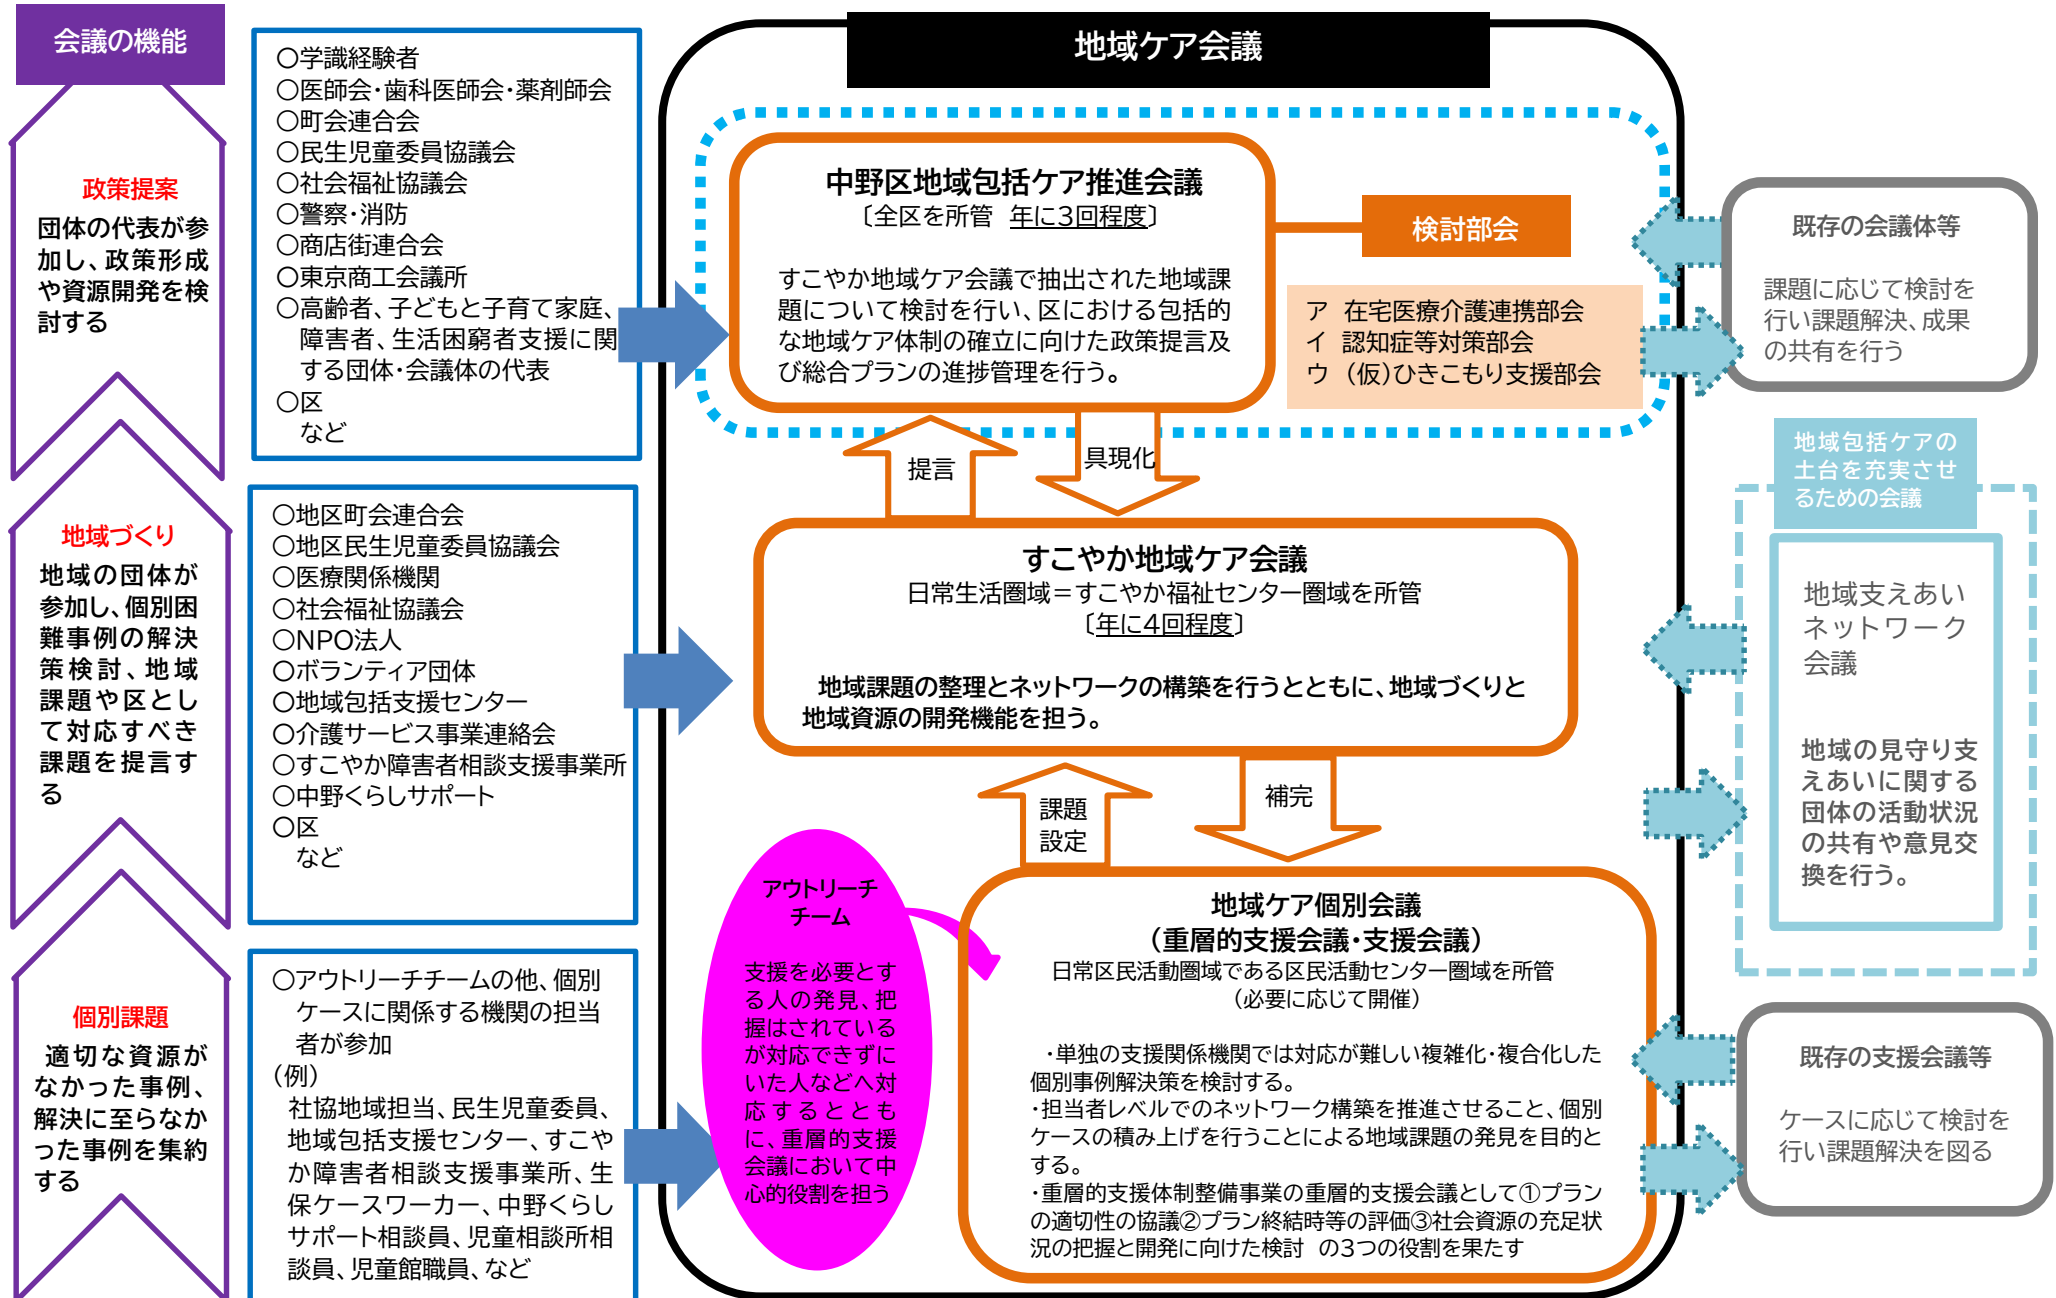 会議の機能
政策提案
団体の代表が参
加し、政策形成
や資源開発を検
討する
地域づくり
地域の団体が
参加し、個別困
難事例の解決
策検討、地域
課題や区とし
て対応すべき
課題を提言す
る
個別課題
適切な資源が
なかった事例、
解決に至らなか
った事例を集約
する
○学識経験者
○医師会・歯科医師会・薬剤師会
○町会連合会
○民生児童委員協議会
○社会福祉協議会
○警察・消防
○商店街連合会
○東京商工会議所
○高齢者、子どもと子育て家庭、
障害者、生活困窮者支援に関
する団体・会議体の代表
○区
など
○地区町会連合会
○地区民生児童委員協議会
○医療関係機関
○社会福祉協議会
○NPO法人
○ボランティア団体
○地域包括支援センター
○介護サービス事業連絡会
○すこやか障害者相談支援事業所
○中野くらしサポート
○区
など
○アウトリーチチームの他、個別
ケースに関係する機関の担当
者が参加
（例）
社協地域担当、民生児童委員、
地域包括支援センター、すこや
か障害者相談支援事業所、生
保ケースワーカー、中野くらし
サポート相談員、児童相談所相
談員、児童館職員、など
地域ケア会議
中野区地域包括ケア推進会議
〔全区を所管　年に3回程度〕
すこやか地域ケア会議で抽出された地域課
題について検討を行い、区における包括的
な地域ケア体制の確立に向けた政策提言及
び総合プランの進捗管理を行う。
検討部会
ア 在宅医療介護連携部会
イ 認知症等対策部会
ウ （仮）ひきこもり支援部会
提言
具現化
すこやか地域ケア会議
日常生活圏域＝すこやか福祉センター圏域を所管
〔年に4回程度〕
地域課題の整理とネットワークの構築を行うとともに、地域づくりと
地域資源の開発機能を担う。
課題
設定
補完
アウトリーチ
チーム
支援を必要とす
る人の発見、把
握はされている
が対応できずに
いた人などへ対
応するととも
に、重層的支援
会議において中
心的役割を担う
地域ケア個別会議
（重層的支援会議・支援会議）
日常区民活動圏域である区民活動センター圏域を所管
（必要に応じて開催）
・単独の支援関係機関では対応が難しい複雑化・複合化した
個別事例解決策を検討する。
・担当者レベルでのネットワーク構築を推進させること、個別
ケースの積み上げを行うことによる地域課題の発見を目的と
する。
・重層的支援体制整備事業の重層的支援会議として①プラン
の適切性の協議②プラン終結時等の評価③社会資源の充足状
況の把握と開発に向けた検討　の3つの役割を果たす
既存の会議体等
課題に応じて検討を
行い課題解決、成果
の共有を行う
地域包括ケアの
土台を充実させ
るための会議
地域支えあい
ネットワーク
会議
地域の見守り支
えあいに関する
団体の活動状況
の共有や意見交
換を行う。
既存の支援会議等
ケースに応じて検討を
行い課題解決を図る